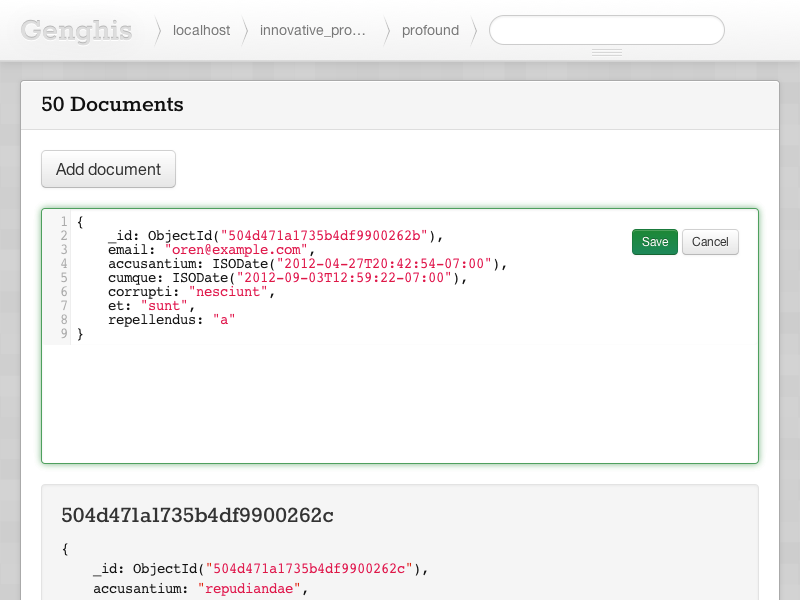 Genghis
localhost
innovative_pro…
profound
50 Documents
Add document
1 {
2 _id: ObjectId("504d471a1735b4df9900262b"),
3 email: "oren@example.com",
4 accusantium: ISODate("2012-04-27T20:42:54-07:00"),
5 cumque: ISODate("2012-09-03T12:59:22-07:00"),
6 corrupti: "nesciunt",
7 et: "sunt",
8 repellendus: "a"
9 }
Save
Cancel
504d471a1735b4df9900262c
{
_id: ObjectId("504d471a1735b4df9900262c"),
accusantium: "repudiandae",